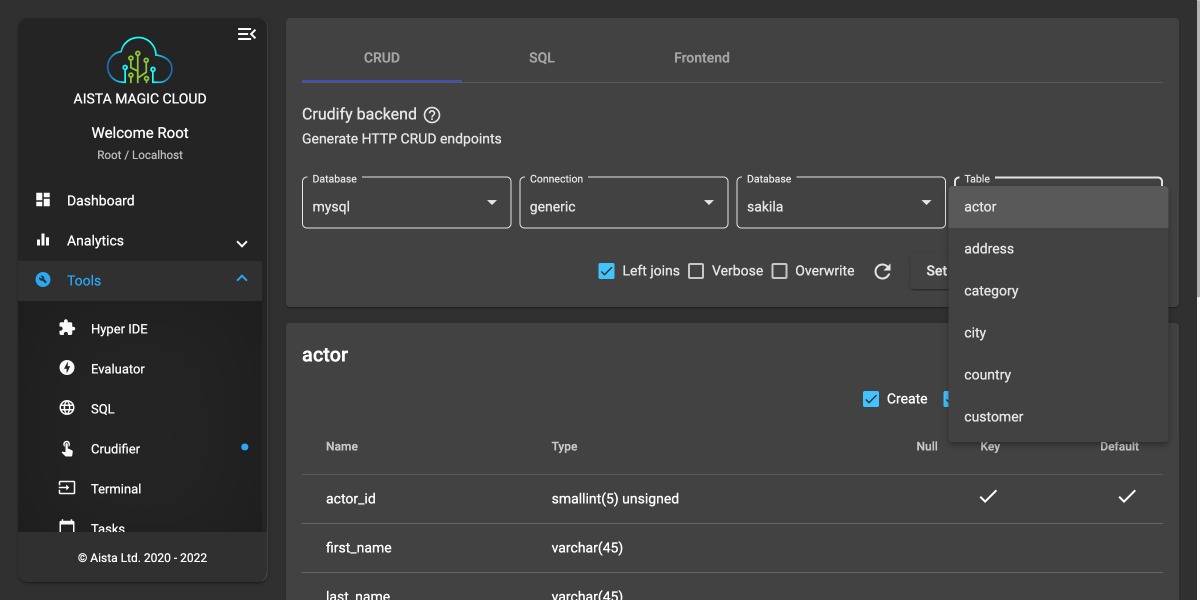 AISTA MAGIC CLOUD
Welcome Root
Root / Localhost
Dashboard
Analytics
Tools
Hyper IDE
Evaluator
SQL
Crudifier
Terminal
Tasks
© Aista Ltd. 2020 - 2022
CRUD SQL Frontend
Crudify backend ?
Generate HTTP CRUD endpoints
Database Connection Database Table
mysql generic sakila
actor
address
category
city
country
customer
Left joins Verbose Overwrite Set
actor
Create
Name Type Null Key Default
actor_id smallint(5) unsigned
first_name varchar(45)
last_name varchar(45)